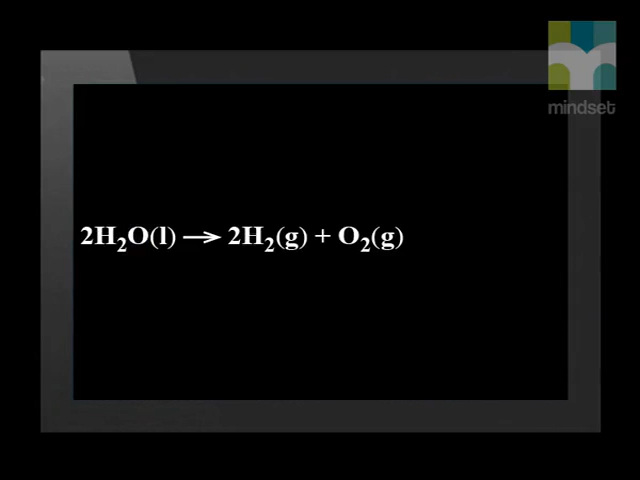 mindset
2H₂O(l) → 2H₂(g) + O₂(g)